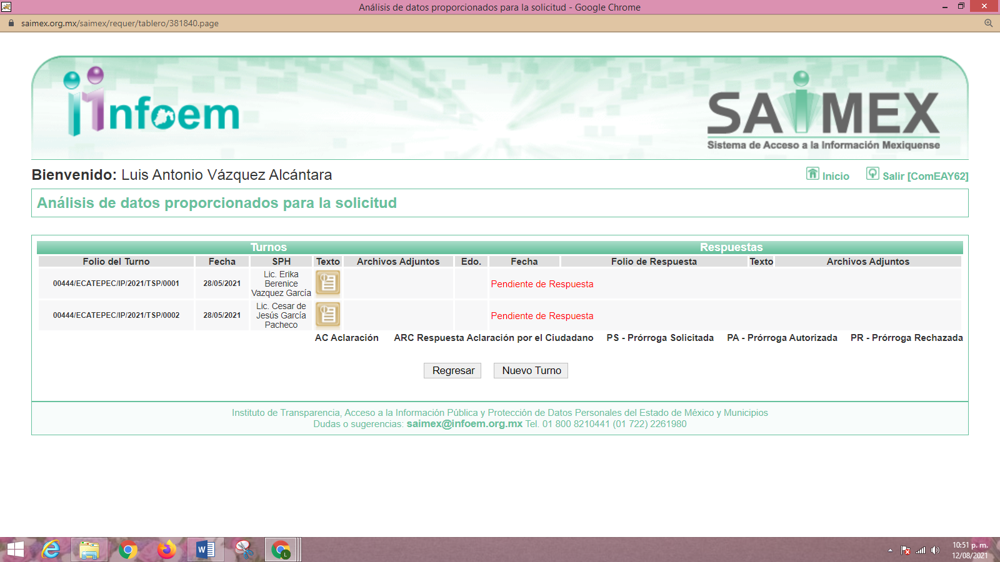 Análisis de datos proporcionados para la solicitud - Google Chrome
saimex.org.mx/saimex/requer/tablero/381840.page
infoem
SAIMEX
Sistema de Acceso a la Información Mexiquense
Bienvenido: Luis Antonio Vázquez Alcántara
Inicio Salir [ComEAY62]
Análisis de datos proporcionados para la solicitud
Turnos Respuestas
Folio del Turno Fecha SPH Texto Archivos Adjuntos Edo. Fecha Folio de Respuesta Texto Archivos Adjuntos
00444/ECATEPEC/IP/2021/TSP/0001 28/05/2021 Lic. Erika Berenice Vazquez García Pendiente de Respuesta
00444/ECATEPEC/IP/2021/TSP/0002 28/05/2021 Lic. Cesar de Jesús García Pacheco Pendiente de Respuesta
AC Aclaración ARC Respuesta Aclaración por el Ciudadano PS - Prórroga Solicitada PA - Prórroga Autorizada PR - Prórroga Rechazada
Regresar Nuevo Turno
Instituto de Transparencia, Acceso a la Información Pública y Protección de Datos Personales del Estado de México y Municipios
Dudas o sugerencias: saimex@infoem.org.mx Tel. 01 800 8210441 (01 722) 2261980
10:51 p. m.
12/08/2021